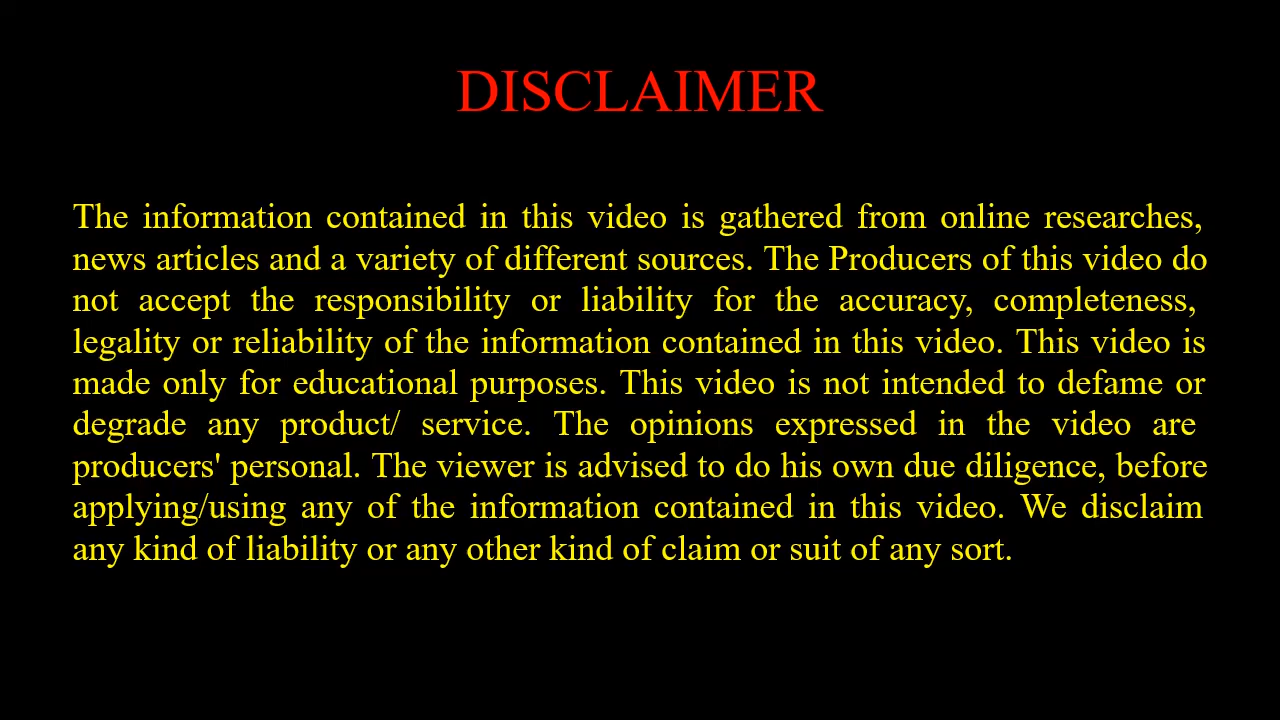 DISCLAIMER
The information contained in this video is gathered from online researches,
news articles and a variety of different sources. The Producers of this video do
not accept the responsibility or liability for the accuracy, completeness,
legality or reliability of the information contained in this video. This video is
made only for educational purposes. This video is not intended to defame or
degrade any product/ service. The opinions expressed in the video are
producers' personal. The viewer is advised to do his own due diligence, before
applying/using any of the information contained in this video. We disclaim
any kind of liability or any other kind of claim or suit of any sort.